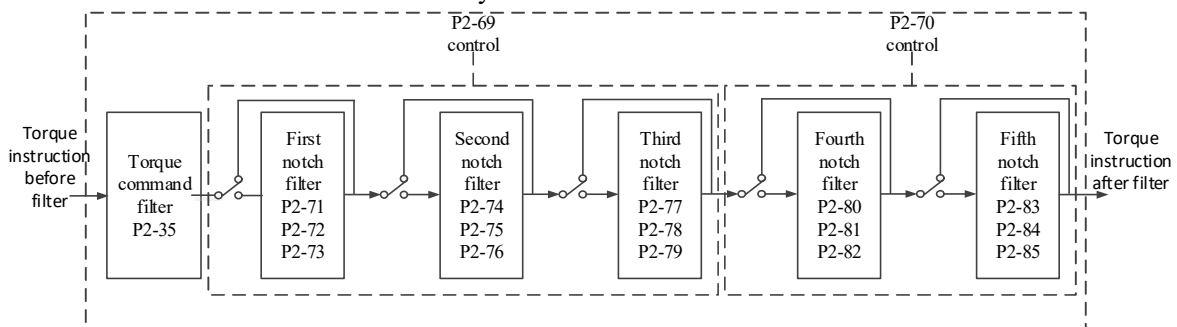 P2-69
control
P2-70
control
Torque
instruction
before
filter
Torque
command
filter
P2-35
First
notch
filter
P2-71
P2-72
P2-73
Second
notch
filter
P2-74
P2-75
P2-76
Third
notch
filter
P2-77
P2-78
P2-79
Fourth
notch
filter
P2-80
P2-81
P2-82
Fifth
notch
filter
P2-83
P2-84
P2-85
Torque
instruction
after filter